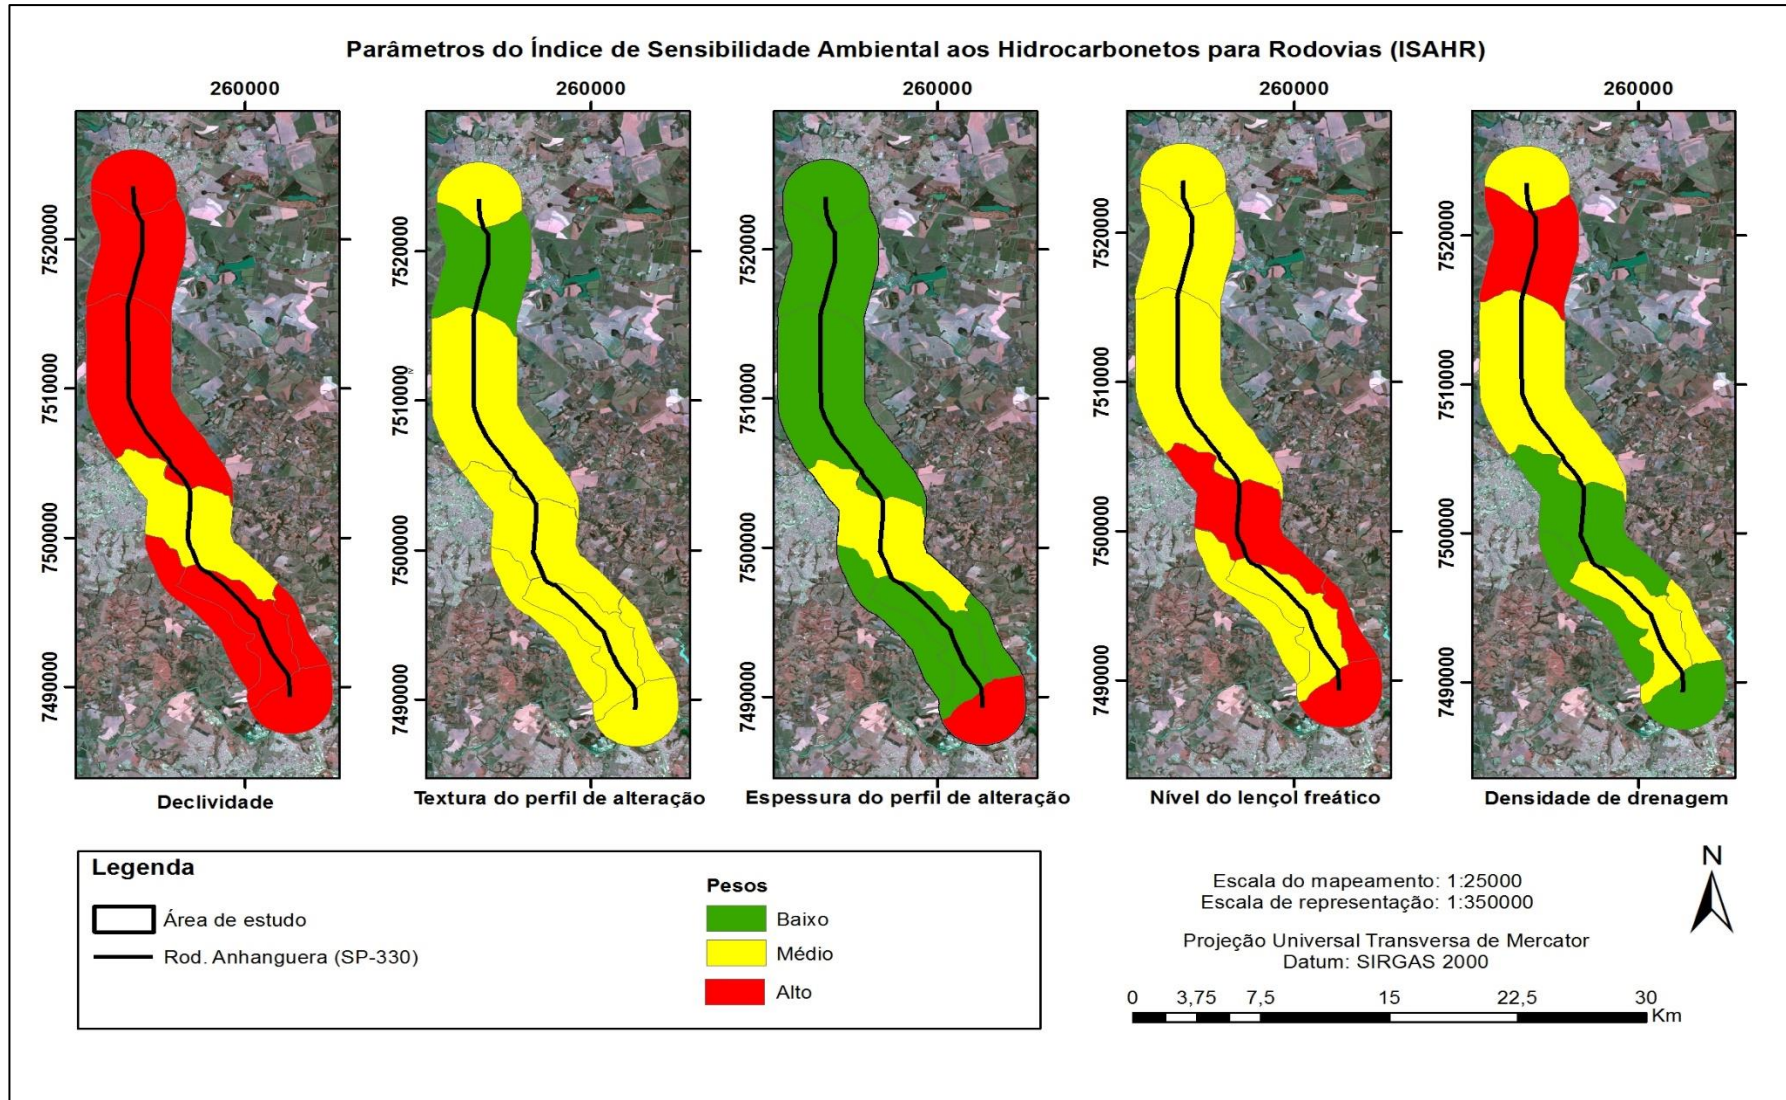 Parâmetros do Índice de Sensibilidade Ambiental aos Hidrocarbonetos para Rodovias (ISAHR)
260000
7520000
7510000
7500000
7490000
Declividade
260000
7520000
7510000
7500000
7490000
Textura do perfil de alteração
260000
7520000
7510000
7500000
7490000
Espessura do perfil de alteração
260000
7520000
7510000
7500000
7490000
Nível do lençol freático
260000
7520000
7510000
7500000
7490000
Densidade de drenagem
Legenda
Área de estudo
Rod. Anhanguera (SP-330)
Pesos
Baixo
Médio
Alto
Escala do mapeamento: 1:25000
Escala de representação: 1:350000
Projeção Universal Transversa de Mercator
Datum: SIRGAS 2000
N
0 3,75 7,5 15 22,5 30
Km